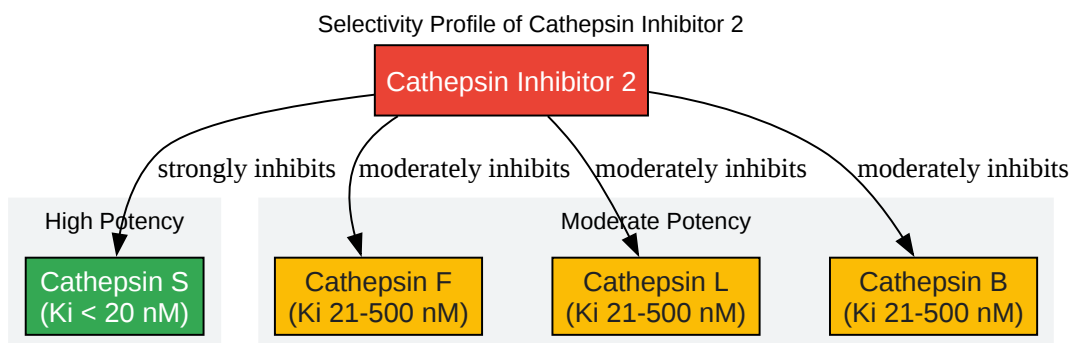 Selectivity Profile of Cathepsin Inhibitor 2
Cathepsin Inhibitor 2
strongly inhibits
moderately inhibits
moderately inhibits
moderately inhibits
High Potency
Moderate Potency
Cathepsin S
(Ki < 20 nM)
Cathepsin F
(Ki 21-500 nM)
Cathepsin L
(Ki 21-500 nM)
Cathepsin B
(Ki 21-500 nM)